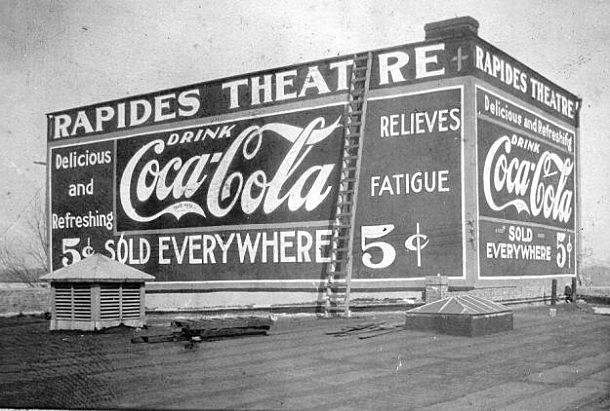 RAPIDES THEATRE
Delicious
and
Refreshing
DRINK
Coca-Cola
RELIEVES
FATIGUE
5¢ SOLD EVERYWHERE 5¢
RAPIDES THEATRE
Delicious and Refreshing
DRINK
Coca-Cola
SOLD
EVERYWHERE 5¢